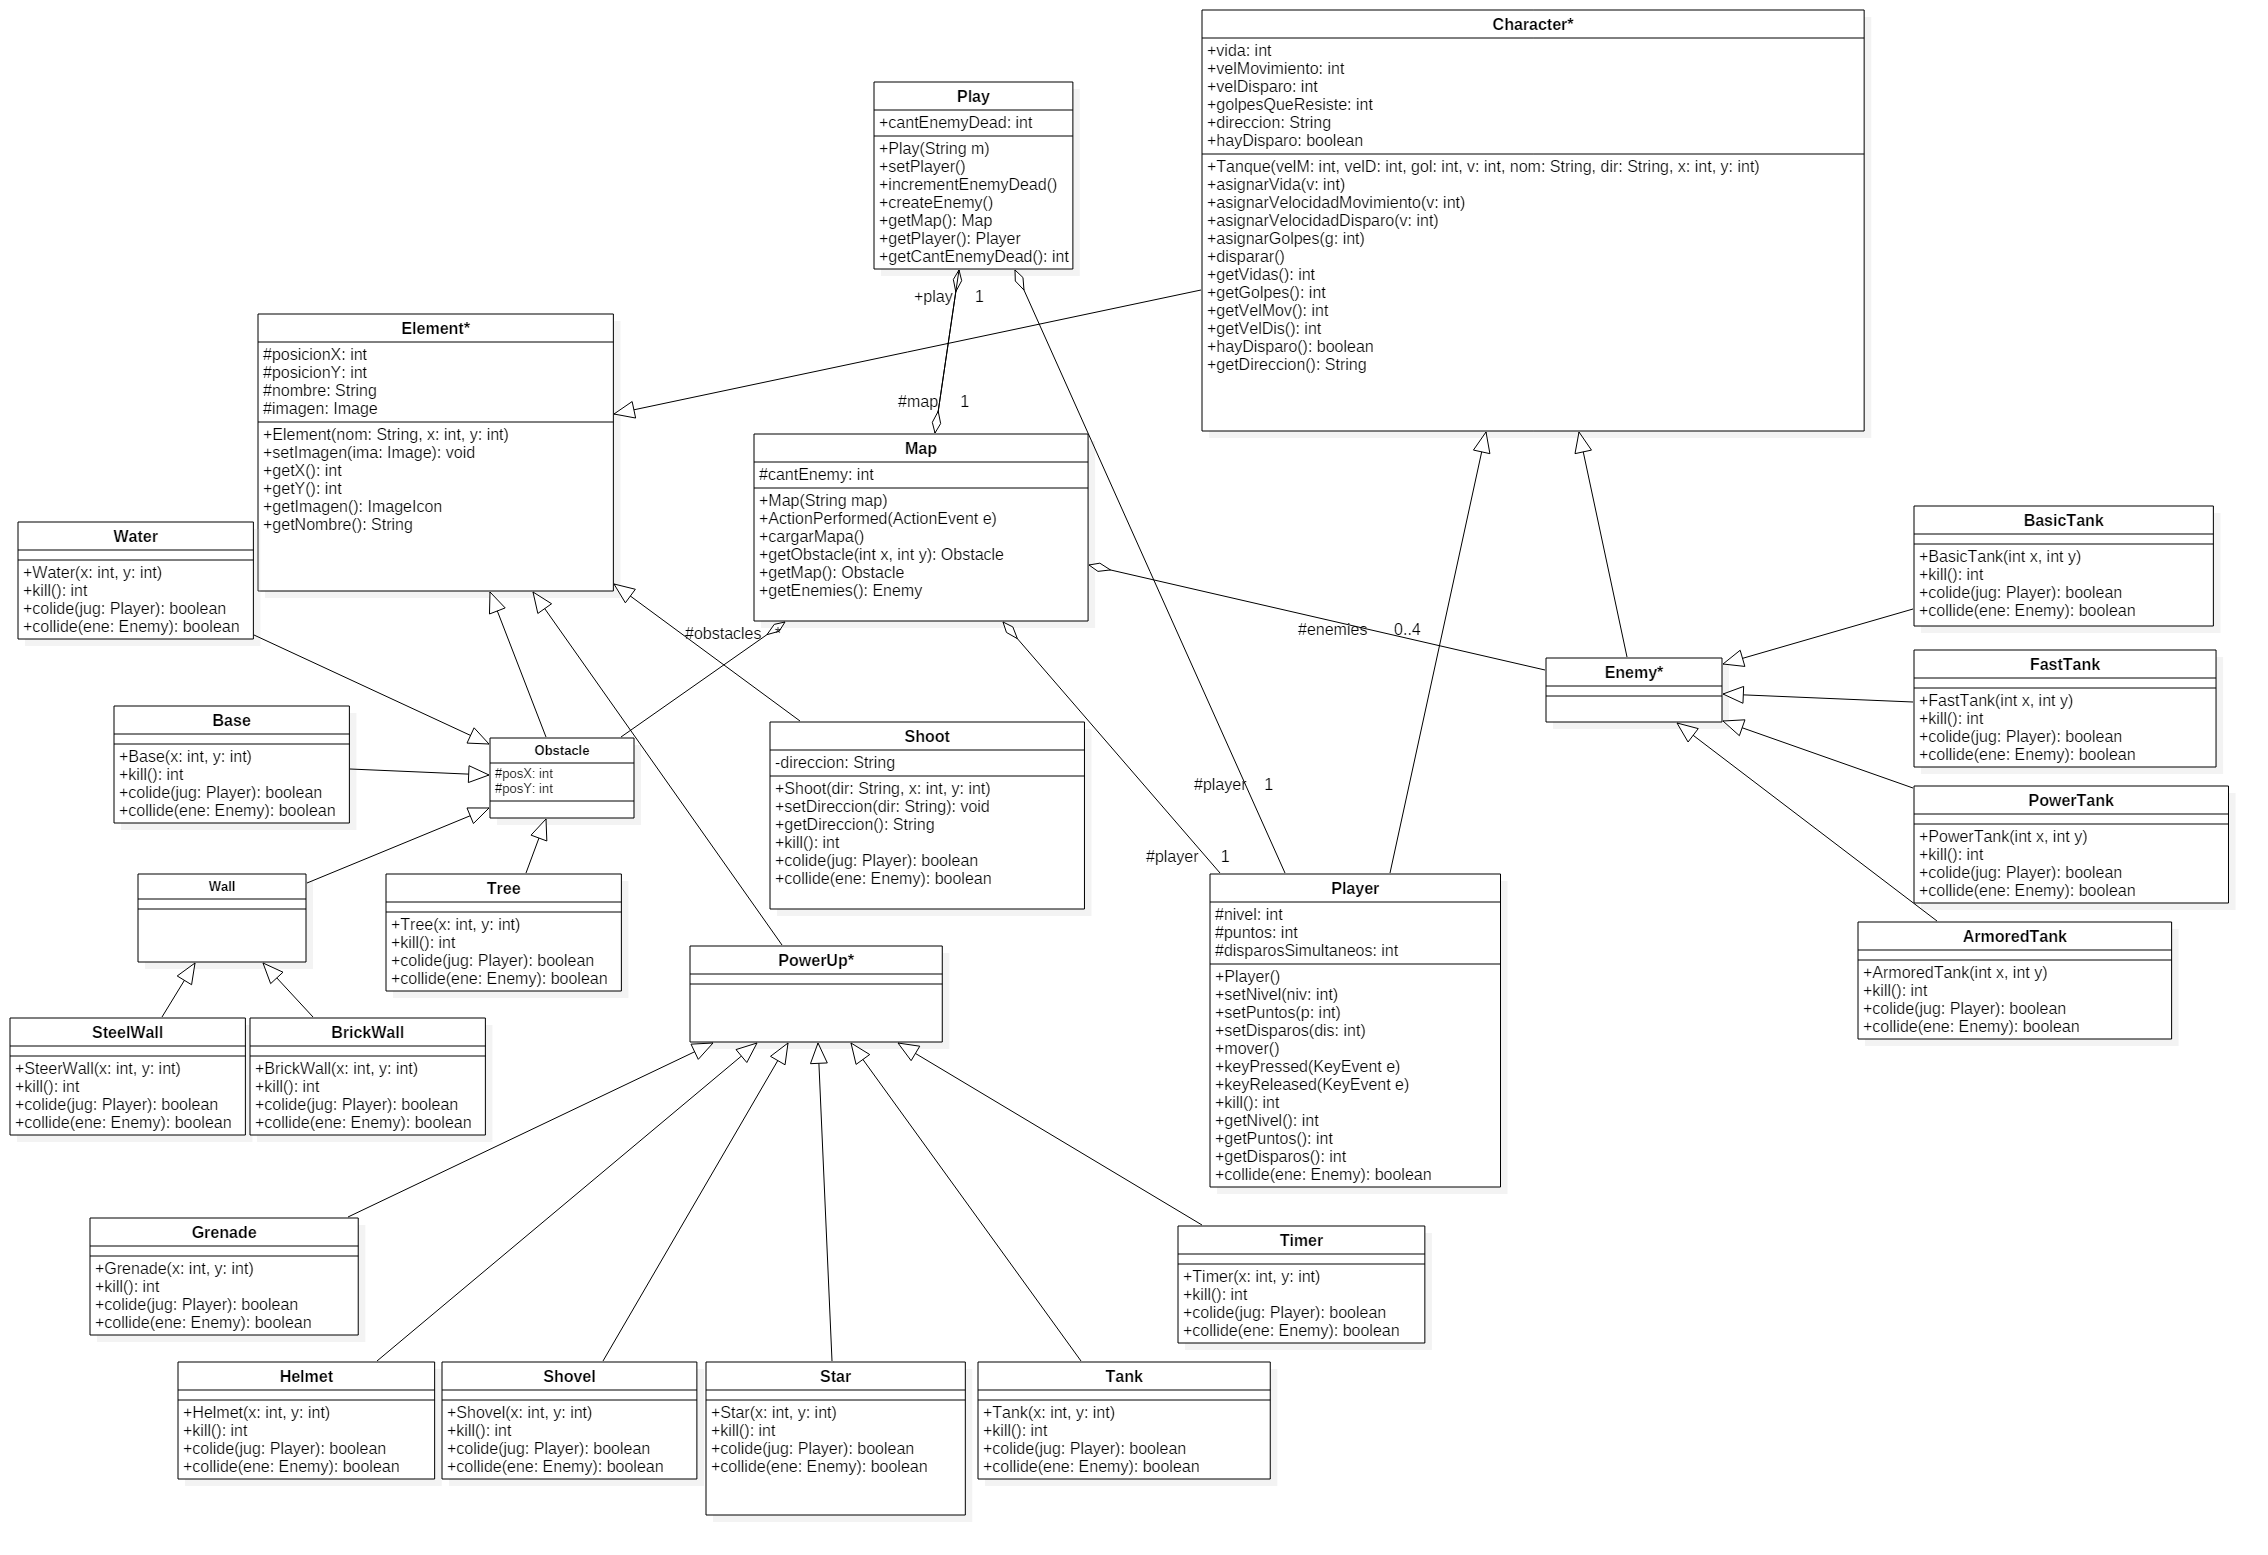 Character*
+vida: int
+velMovimiento: int
+velDisparo: int
+golpesQueResiste: int
+direccion: String
+hayDisparo: boolean
+Tanque(velM: int, velD: int, gol: int, v: int, nom: String, dir: String, x: int, y: int)
+asignarVida(v: int)
+asignarVelocidadMovimiento(v: int)
+asignarVelocidadDisparo(v: int)
+asignarGolpes(g: int)
+disparar()
+getVidas(): int
+getGolpes(): int
+getVelMov(): int
+getVelDis(): int
+hayDisparo(): boolean
+getDireccion(): String
Play
+cantEnemyDead: int
+Play(String m)
+setPlayer()
+incrementEnemyDead()
+createEnemy()
+getMap(): Map
+getPlayer(): Player
+getCantEnemyDead(): int
+play 1
#map 1
Element*
#posicionX: int
#posicionY: int
#nombre: String
#imagen: Image
+Element(nom: String, x: int, y: int)
+setImagen(ima: Image): void
+getX(): int
+getY(): int
+getImagen(): ImageIcon
+getNombre(): String
Map
#cantEnemy: int
+Map(String map)
+ActionPerformed(ActionEvent e)
+cargarMapa()
+getObstacle(int x, int y): Obstacle
+getMap(): Obstacle
+getEnemies(): Enemy
Water
+Water(x: int, y: int)
+kill(): int
+colide(jug: Player): boolean
+collide(ene: Enemy): boolean
BasicTank
+BasicTank(int x, int y)
+kill(): int
+colide(jug: Player): boolean
+collide(ene: Enemy): boolean
#obstacles *
#enemies 0..4
Enemy*
FastTank
+FastTank(int x, int y)
+kill(): int
+colide(jug: Player): boolean
+collide(ene: Enemy): boolean
Base
+Base(x: int, y: int)
+kill(): int
+colide(jug: Player): boolean
+collide(ene: Enemy): boolean
Obstacle
#posX: int
#posY: int
Shoot
-direccion: String
+Shoot(dir: String, x: int, y: int)
+setDireccion(dir: String): void
+getDireccion(): String
+kill(): int
+colide(jug: Player): boolean
+collide(ene: Enemy): boolean
#player 1
#player 1
PowerTank
+PowerTank(int x, int y)
+kill(): int
+colide(jug: Player): boolean
+collide(ene: Enemy): boolean
Wall
Tree
+Tree(x: int, y: int)
+kill(): int
+colide(jug: Player): boolean
+collide(ene: Enemy): boolean
PowerUp*
Player
#nivel: int
#puntos: int
#disparosSimultaneos: int
+Player()
+setNivel(niv: int)
+setPuntos(p: int)
+setDisparos(dis: int)
+mover()
+keyPressed(KeyEvent e)
+keyReleased(KeyEvent e)
+kill(): int
+getNivel(): int
+getPuntos(): int
+getDisparos(): int
+collide(ene: Enemy): boolean
ArmoredTank
+ArmoredTank(int x, int y)
+kill(): int
+colide(jug: Player): boolean
+collide(ene: Enemy): boolean
SteelWall
+SteerWall(x: int, y: int)
+kill(): int
+colide(jug: Player): boolean
+collide(ene: Enemy): boolean
BrickWall
+BrickWall(x: int, y: int)
+kill(): int
+colide(jug: Player): boolean
+collide(ene: Enemy): boolean
Grenade
+Grenade(x: int, y: int)
+kill(): int
+colide(jug: Player): boolean
+collide(ene: Enemy): boolean
Timer
+Timer(x: int, y: int)
+kill(): int
+colide(jug: Player): boolean
+collide(ene: Enemy): boolean
Helmet
+Helmet(x: int, y: int)
+kill(): int
+colide(jug: Player): boolean
+collide(ene: Enemy): boolean
Shovel
+Shovel(x: int, y: int)
+kill(): int
+colide(jug: Player): boolean
+collide(ene: Enemy): boolean
Star
+Star(x: int, y: int)
+kill(): int
+colide(jug: Player): boolean
+collide(ene: Enemy): boolean
Tank
+Tank(x: int, y: int)
+kill(): int
+colide(jug: Player): boolean
+collide(ene: Enemy): boolean